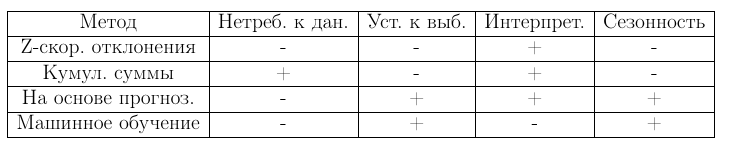 Метод Нетреб. к дан. Уст. к выб. Интерпрет. Сезонность
Z-скор. отклонения - - + -
Кумул. суммы + - + -
На основе прогноз. - + + +
Машинное обучение - + - +